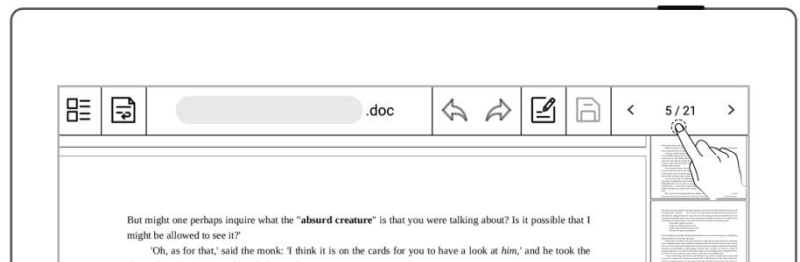 .doc
5 / 21
But might one perhaps inquire what the "absurd creature" is that you were talking about? Is it possible that I
might be allowed to see it?'
'Oh, as for that,' said the monk: 'I think it is on the cards for you to have a look at him,' and he took the